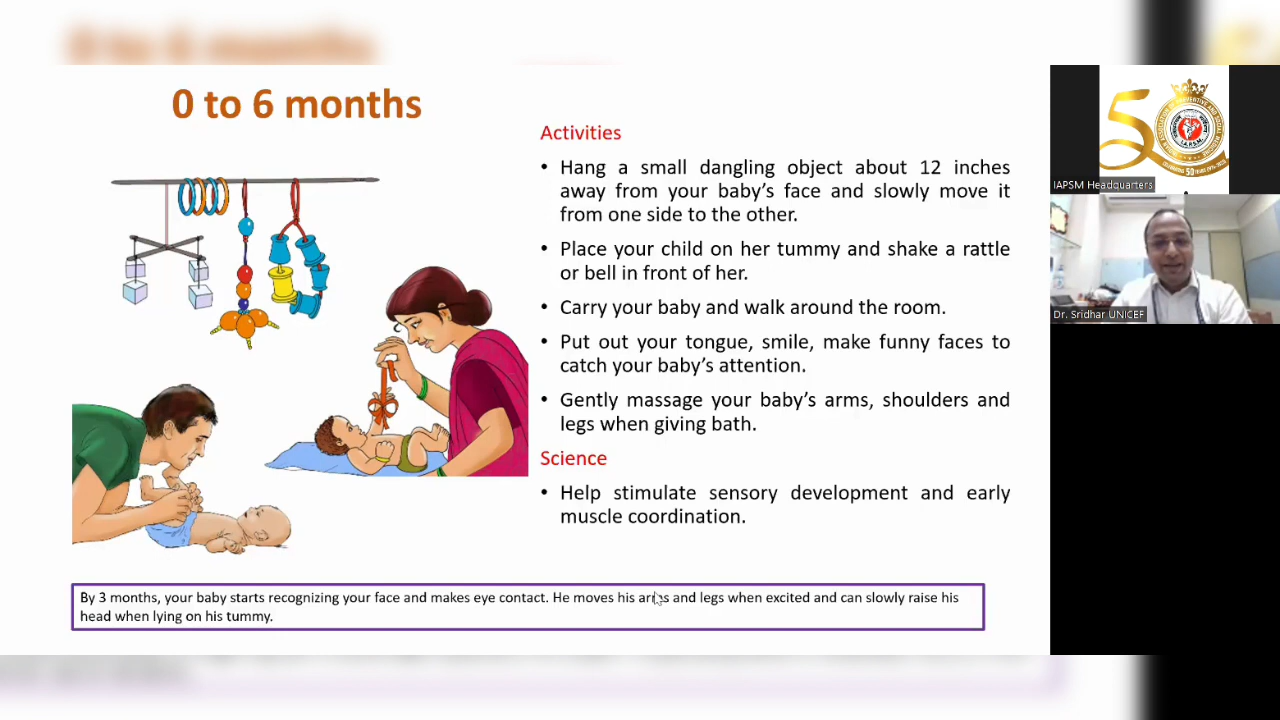 0 to 6 months
Activities
• Hang a small dangling object about 12 inches
away from your baby's face and slowly move it
from one side to the other.
• Place your child on her tummy and shake a rattle
or bell in front of her.
• Carry your baby and walk around the room.
• Put out your tongue, smile, make funny faces to
catch your baby's attention.
• Gently massage your baby's arms, shoulders and
legs when giving bath.
Science
• Help stimulate sensory development and early
muscle coordination.
By 3 months, your baby starts recognizing your face and makes eye contact. He moves his arms and legs when excited and can slowly raise his
head when lying on his tummy.
50
IAPSM Headquarters
Dr. Sridhar UNICEF